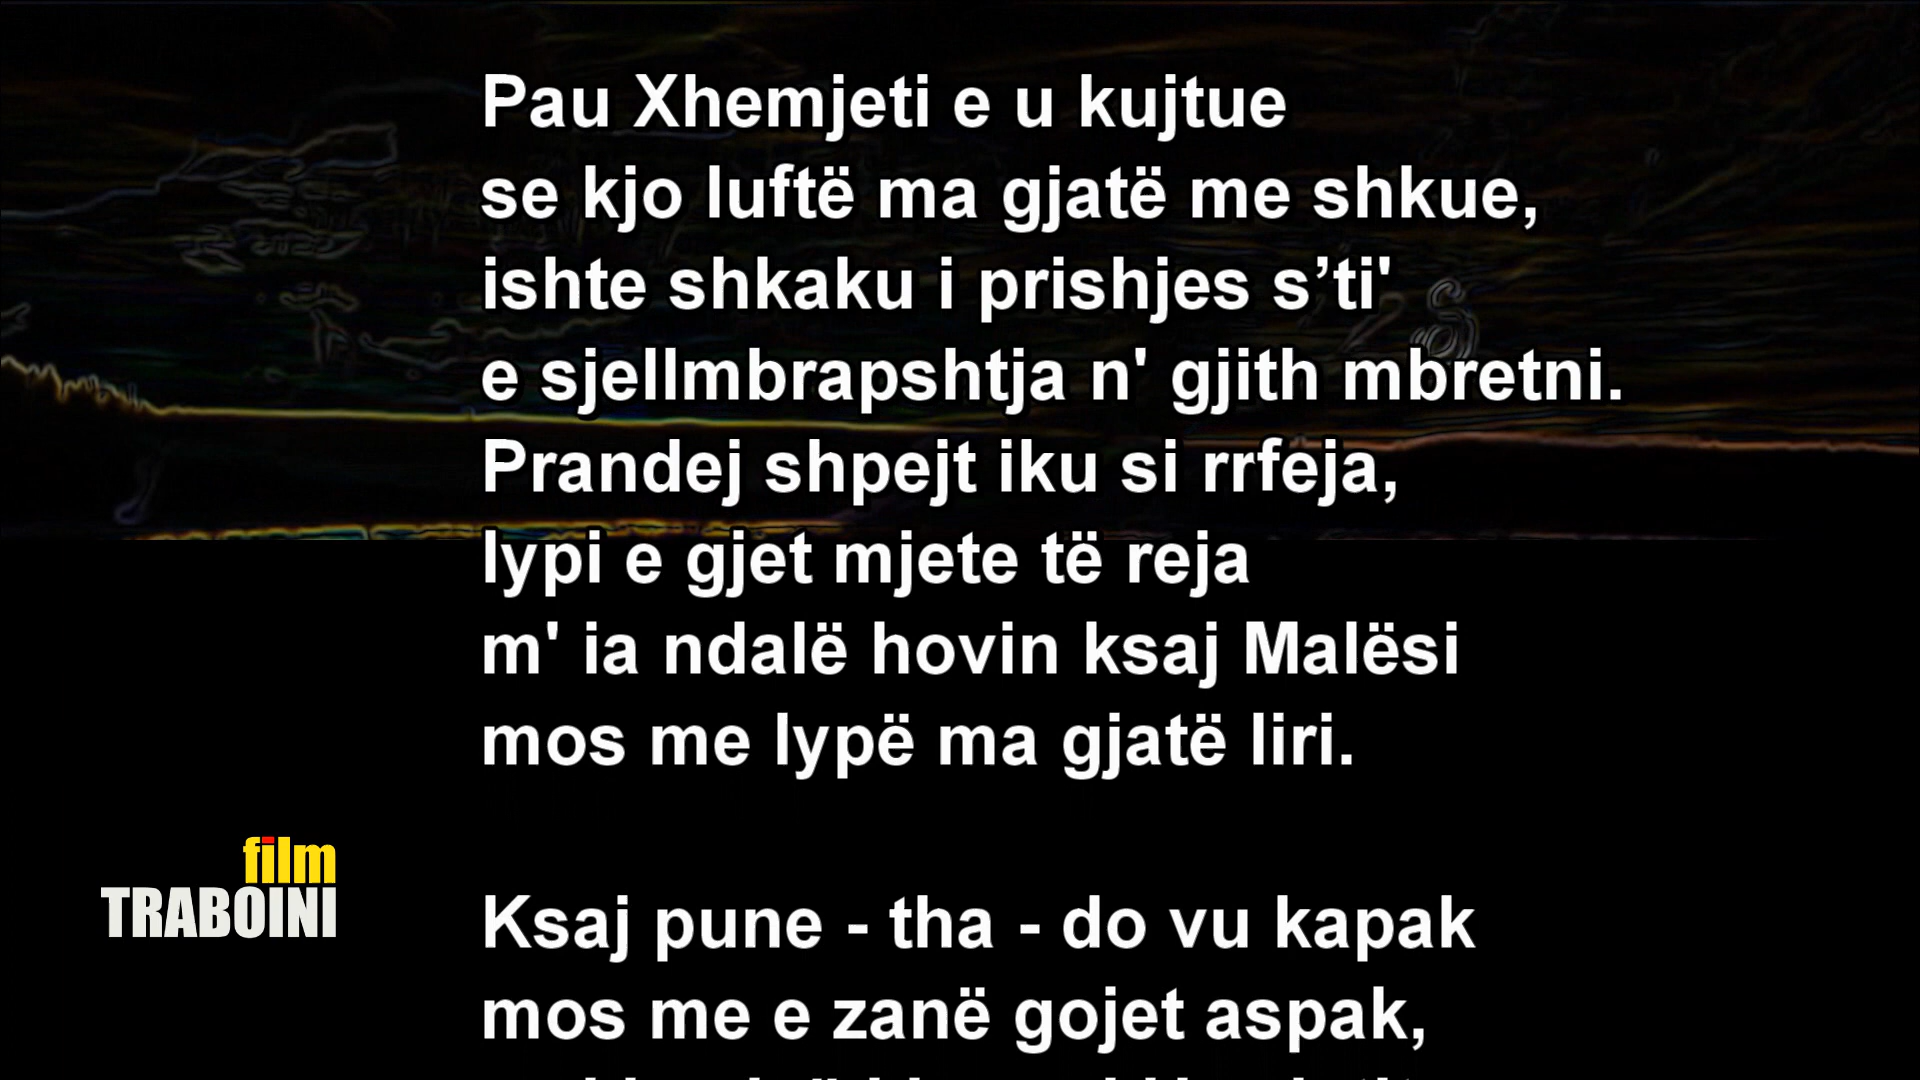 Pau Xhemjeti e u kujtue
se kjo luftë ma gjatë me shkue,
ishte shkaku i prishjes s’ti'
e sjellmbrapshtja n' gjith mbretni.
Prandej shpejt iku si rrfeja,
lypi e gjet mjete të reja
m' ia ndalë hovin ksaj Malësi
mos me lypë ma gjatë liri.
Ksaj pune - tha - do vu kapak
mos me e zanë gojet aspak,
film
TRABOINI